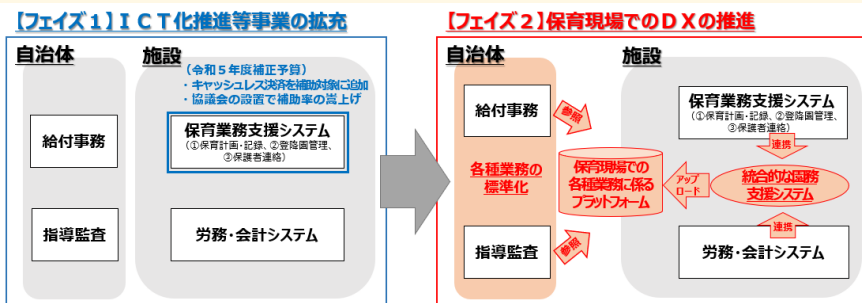 【フェイズ１】ＩＣＴ化推進等事業の拡充
自治体
施設
（令和５年度補正予算）
・キャッシュレス決済を補助対象に追加
・協議会の設置で補助率の嵩上げ
給付事務
保育業務支援システム
（①保育計画・記録、②登降園管理、
③保護者連絡）
指導監査
労務・会計システム
【フェイズ２】保育現場でのＤＸの推進
自治体
施設
給付事務
参照
保育業務支援システム
（①保育計画・記録、②登降園管理、
③保護者連絡）
連携
各種業務の
標準化
保育現場での
各種業務に係る
プラットフォーム
アップ
ロード
統合的な園務
支援システム
指導監査
参照
連携
労務・会計システム